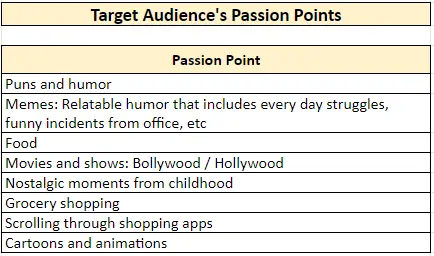 Target Audience's Passion Points
Passion Point
Puns and humor
Memes: Relatable humor that includes every day struggles,
funny incidents from office, etc
Food
Movies and shows: Bollywood / Hollywood
Nostalgic moments from childhood
Grocery shopping
Scrolling through shopping apps
Cartoons and animations